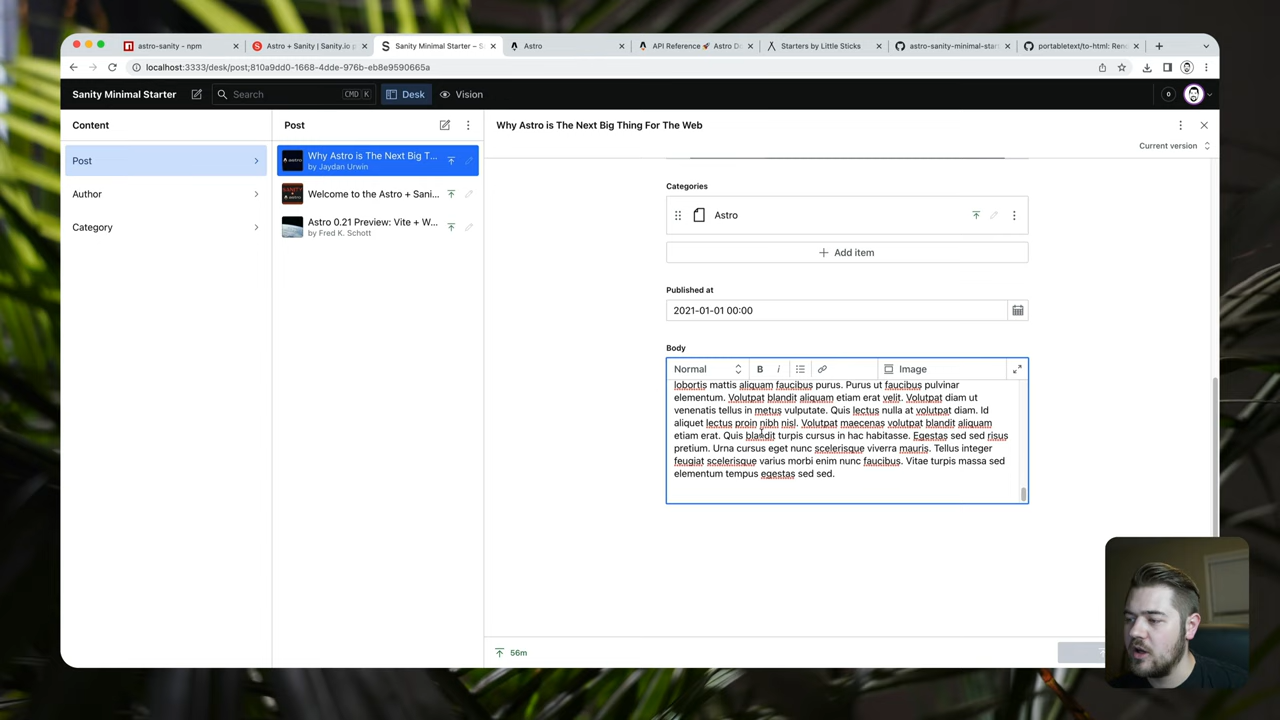 astro-sanity - npm
Astro + Sanity | Sanity.io p
Sanity Minimal Starter – S
Astro
API Reference 🚀 Astro D
Starters by Little Sticks
astro-sanity-minimal-star
portabletext/to-html: Ren
localhost:3333/desk/post;810a9dd0-1668-4dde-976b-eb8e9590665a
Sanity Minimal Starter
Search
CMD K
Desk
Vision
0
Content
Post
Why Astro is The Next Big Thing For The Web
Current version
Post
Author
Category
Why Astro is The Next Big T...
by Jaydan Urwin
Welcome to the Astro + Sani...
Astro 0.21 Preview: Vite + W...
by Fred K. Schott
Categories
Astro
Add item
Published at
2021-01-01 00:00
Body
Normal
B
i
Image
lobortis mattis aliquam faucibus purus. Purus ut faucibus pulvinar
elementum. Volutpat blandit aliquam etiam erat velit. Volutpat diam ut
venenatis tellus in metus vulputate. Quis lectus nulla at volutpat diam. Id
aliquet lectus proin nibh nisl. Volutpat maecenas volutpat blandit aliquam
etiam erat. Quis blandit turpis cursus in hac habitasse. Egestas sed sed risus
pretium. Urna cursus eget nunc scelerisque viverra mauris. Tellus integer
feugiat scelerisque varius morbi enim nunc faucibus. Vitae turpis massa sed
elementum tempus egestas sed sed.
56m